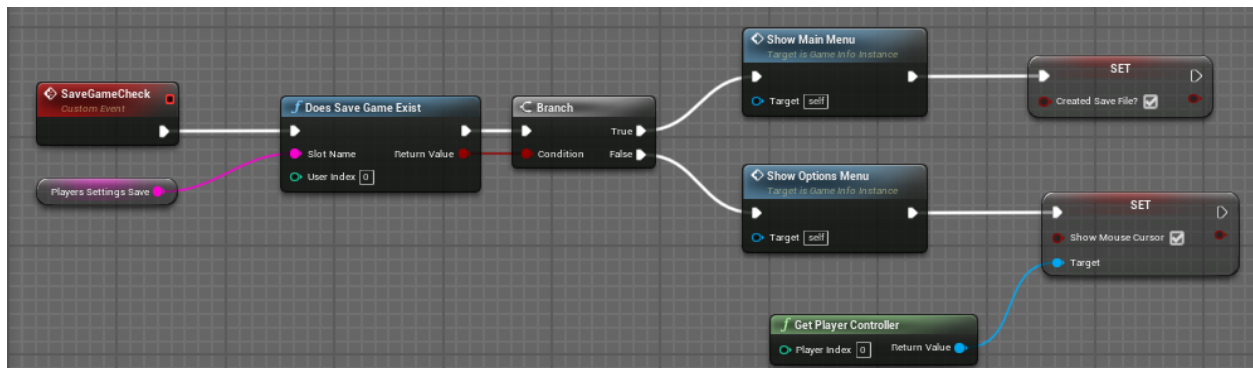 SaveGameCheck
Custom Event
Players Settings Save
f Does Save Game Exist
Slot Name Return Value
User Index 0
Branch
True
Condition False
Show Main Menu
Target is Game Info Instance
Target self
SET
Created Save File?
Show Options Menu
Target is Game Info Instance
Target self
SET
Show Mouse Cursor
Target
f Get Player Controller
Player Index 0 Return Value